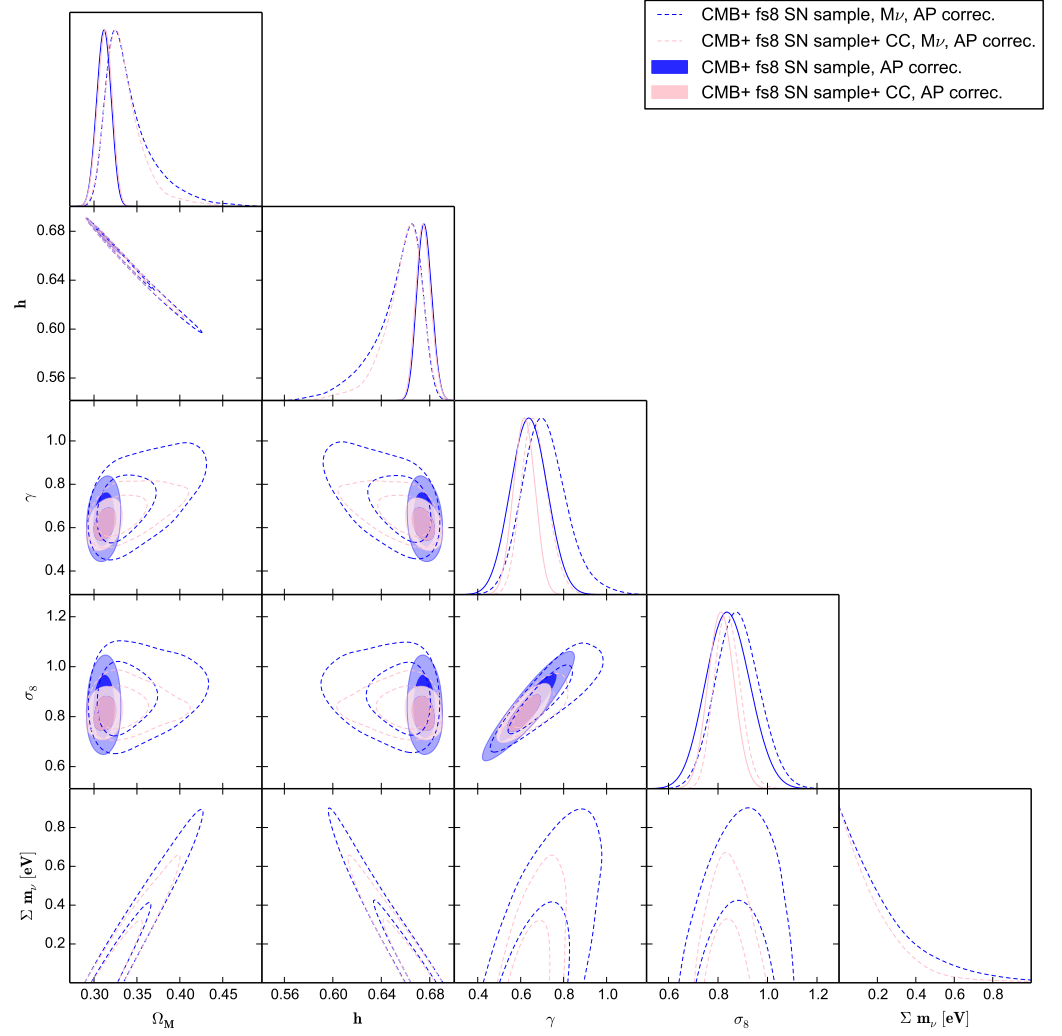 CMB+ fs8 SN sample, Mν, AP correc.
CMB+ fs8 SN sample+ CC, Mν, AP correc.
CMB+ fs8 SN sample, AP correc.
CMB+ fs8 SN sample+ CC, AP correc.
0.68
0.64
0.60
0.56
h
1.0
0.8
0.6
0.4
γ
1.2
1.0
0.8
0.6
σ8
0.8
0.6
0.4
0.2
Σ mν [eV]
0.30 0.35 0.40 0.45 0.56 0.60 0.64 0.68 0.4 0.6 0.8 1.0 0.6 0.8 1.0 1.2 0.2 0.4 0.6 0.8
ΩM h γ σ8 Σ mν [eV]